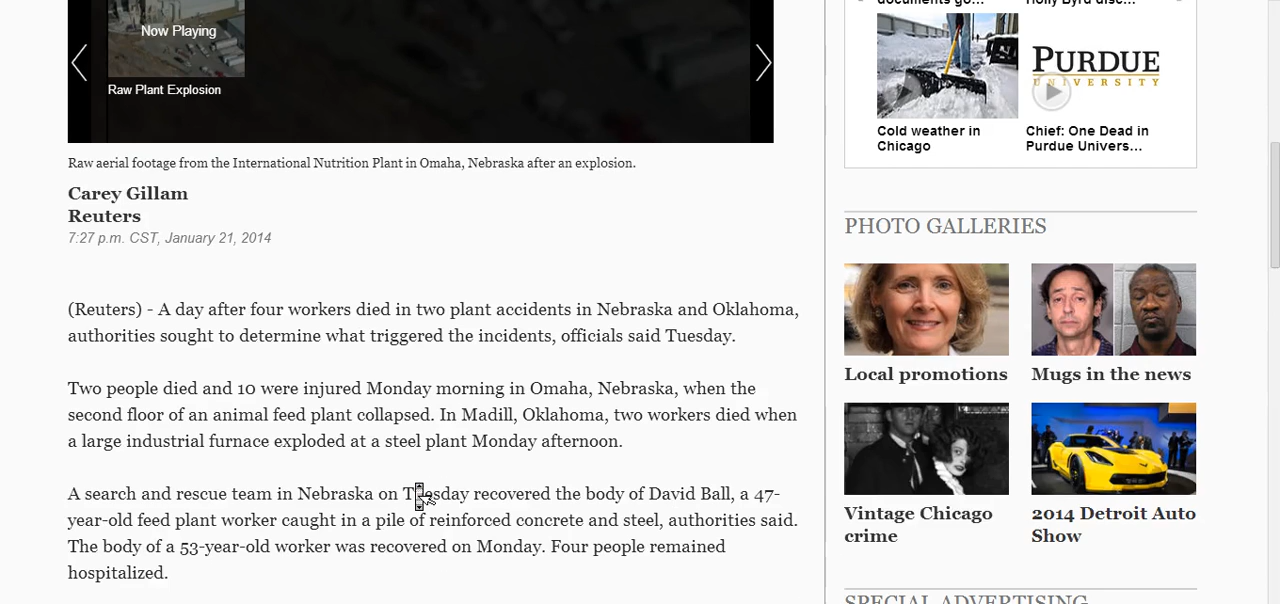 Now Playing
Raw Plant Explosion
Raw aerial footage from the International Nutrition Plant in Omaha, Nebraska after an explosion.
Carey Gillam
Reuters
7:27 p.m. CST, January 21, 2014
(Reuters) - A day after four workers died in two plant accidents in Nebraska and Oklahoma,
authorities sought to determine what triggered the incidents, officials said Tuesday.
Two people died and 10 were injured Monday morning in Omaha, Nebraska, when the
second floor of an animal feed plant collapsed. In Madill, Oklahoma, two workers died when
a large industrial furnace exploded at a steel plant Monday afternoon.
A search and rescue team in Nebraska on Tuesday recovered the body of David Ball, a 47-
year-old feed plant worker caught in a pile of reinforced concrete and steel, authorities said.
The body of a 53-year-old worker was recovered on Monday. Four people remained
hospitalized.
documents go...
Holly Byrd disc...
PURDUE
UNIVERSITY
Cold weather in
Chicago
Chief: One Dead in
Purdue Univers...
PHOTO GALLERIES
Local promotions
Mugs in the news
Vintage Chicago
crime
2014 Detroit Auto
Show
SPECIAL ADVERTISING